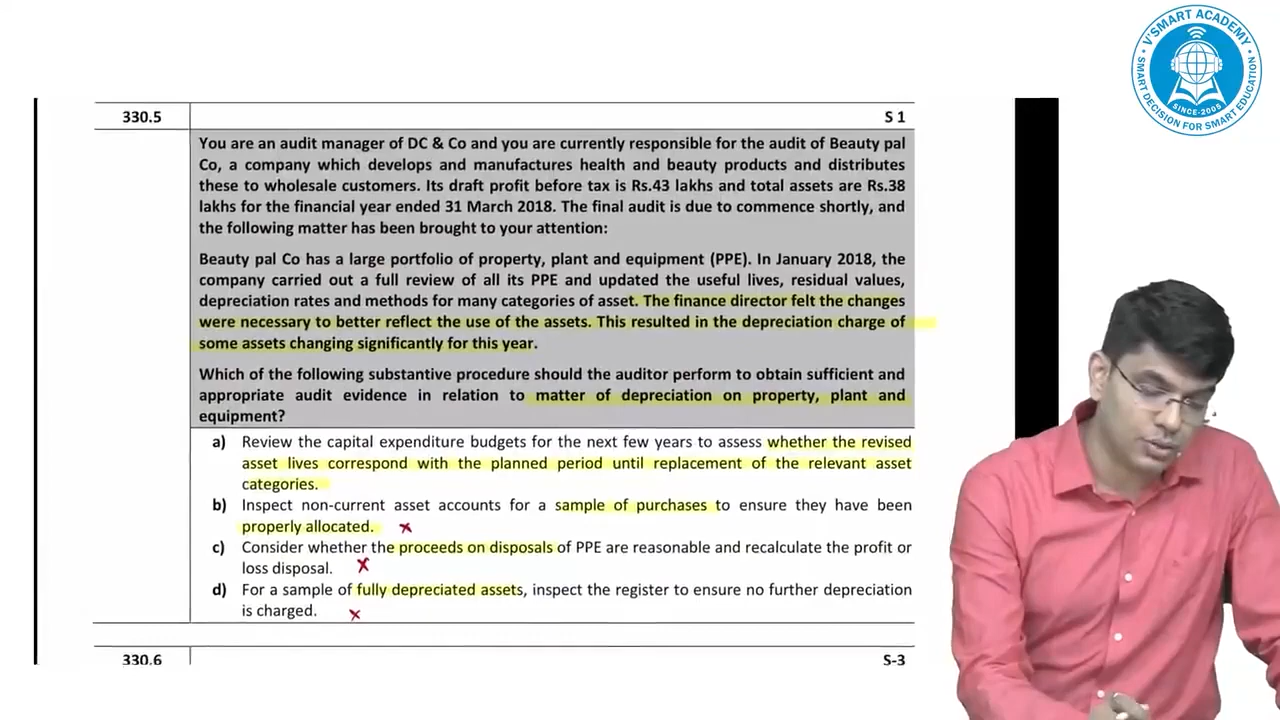 V'SMART ACADEMY
SMART DECISION FOR SMART EDUCATION
SINCE-2005
330.5 S 1
You are an audit manager of DC & Co and you are currently responsible for the audit of Beauty pal
Co, a company which develops and manufactures health and beauty products and distributes
these to wholesale customers. Its draft profit before tax is Rs.43 lakhs and total assets are Rs.38
lakhs for the financial year ended 31 March 2018. The final audit is due to commence shortly, and
the following matter has been brought to your attention:
Beauty pal Co has a large portfolio of property, plant and equipment (PPE). In January 2018, the
company carried out a full review of all its PPE and updated the useful lives, residual values,
depreciation rates and methods for many categories of asset. The finance director felt the changes
were necessary to better reflect the use of the assets. This resulted in the depreciation charge of
some assets changing significantly for this year.
Which of the following substantive procedure should the auditor perform to obtain sufficient and
appropriate audit evidence in relation to matter of depreciation on property, plant and
equipment?
a) Review the capital expenditure budgets for the next few years to assess whether the revised
asset lives correspond with the planned period until replacement of the relevant asset
categories.
b) Inspect non-current asset accounts for a sample of purchases to ensure they have been
properly allocated.
c) Consider whether the proceeds on disposals of PPE are reasonable and recalculate the profit or
loss disposal.
d) For a sample of fully depreciated assets, inspect the register to ensure no further depreciation
is charged.
330.6 S-3